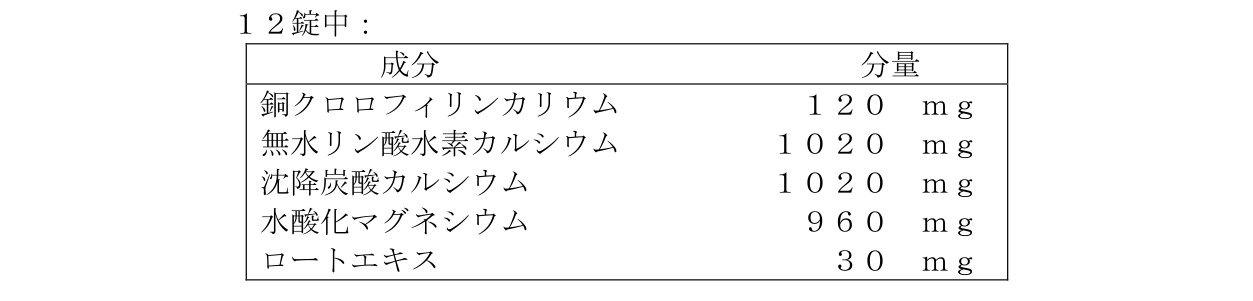 １２錠中：
成分 分量
銅クロロフィリンカリウム １２０ ｍｇ
無水リン酸水素カルシウム １０２０ ｍｇ
沈降炭酸カルシウム １０２０ ｍｇ
水酸化マグネシウム ９６０ ｍｇ
ロートエキス ３０ ｍｇ